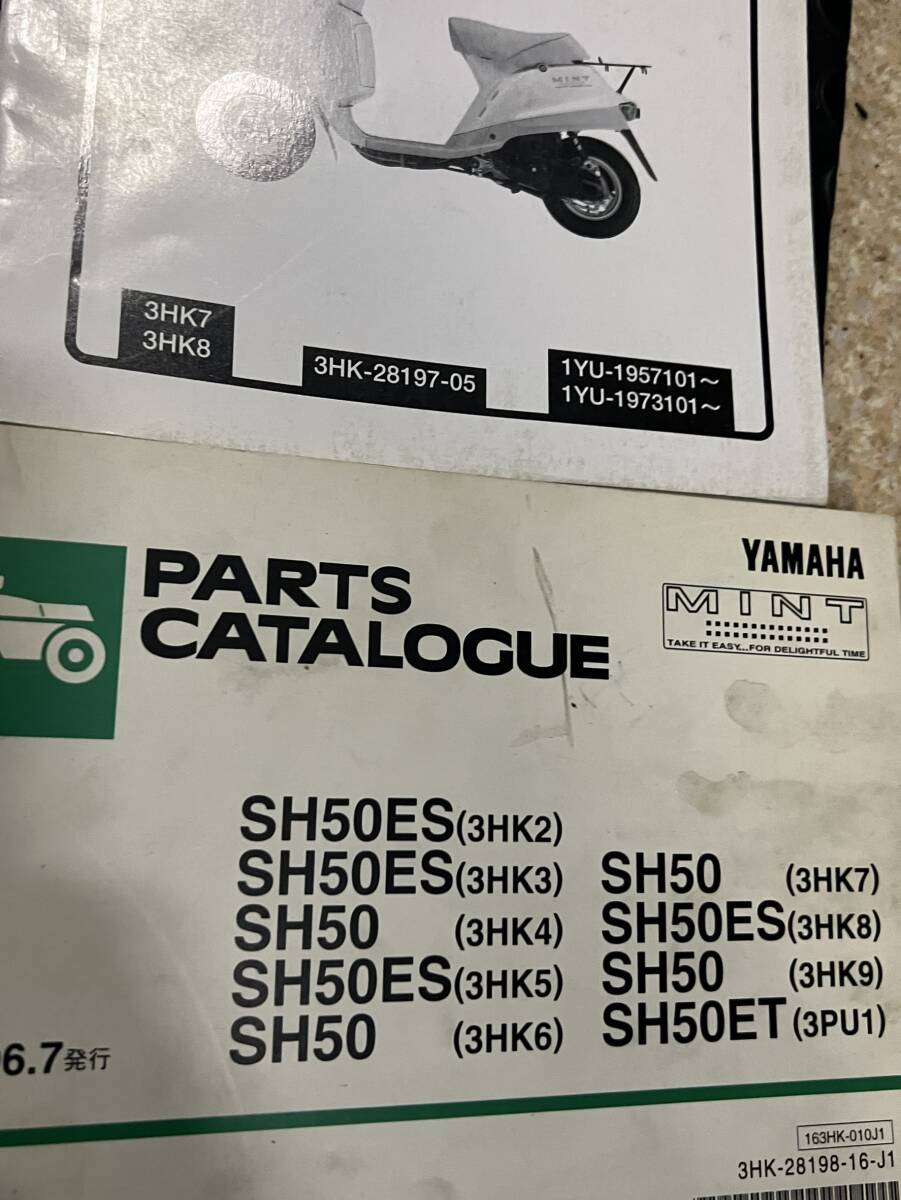 MINT
3HK7
3HK8
3HK-28197-05
1YU-1957101～
1YU-1973101～
PARTS
CATALOGUE
YAMAHA
MINT
TAKE IT EASY...FOR DELIGHTFUL TIME
SH50ES(3HK2)
SH50ES(3HK3)
SH50 (3HK4)
SH50ES(3HK5)
SH50 (3HK6)
SH50 (3HK7)
SH50ES(3HK8)
SH50 (3HK9)
SH50ET(3PU1)
6.7発行
163HK-010J1
3HK-28198-16-J1